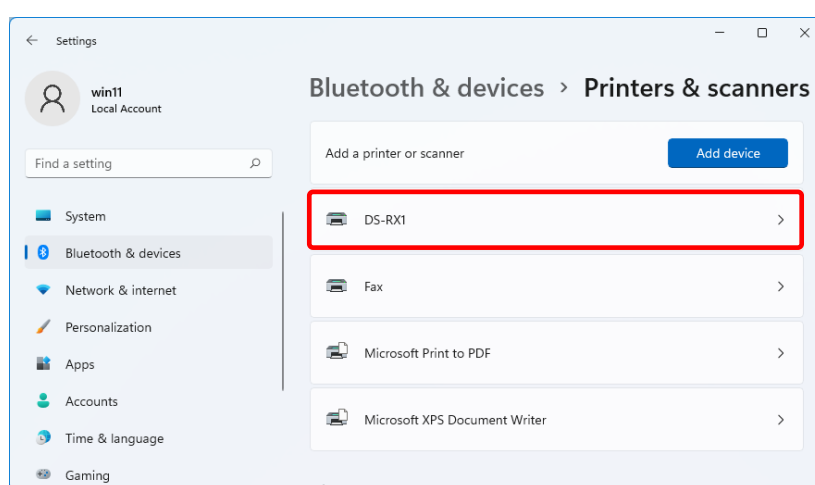 Settings
win11
Local Account
Find a setting
System
Bluetooth & devices
Network & internet
Personalization
Apps
Accounts
Time & language
Gaming
Bluetooth & devices > Printers & scanners
Add a printer or scanner
Add device
DS-RX1
Fax
Microsoft Print to PDF
Microsoft XPS Document Writer